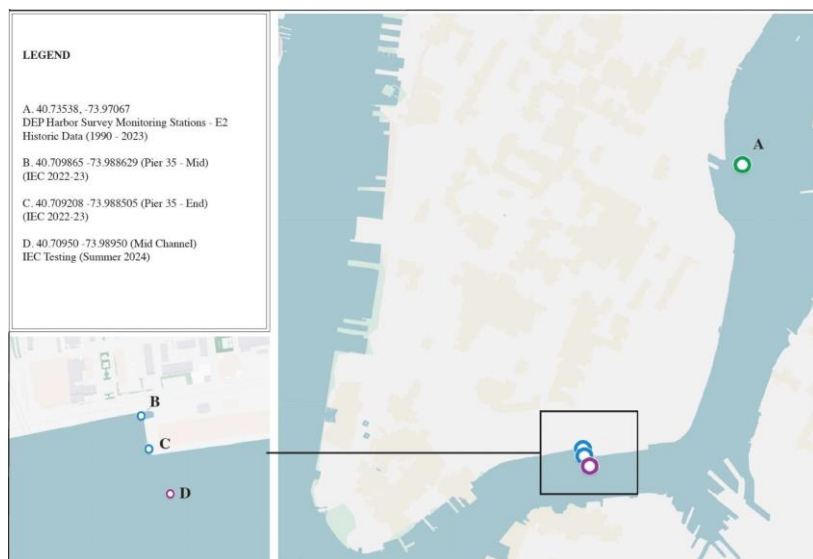 LEGEND
A. 40.73538, -73.97067
DEP Harbor Survey Monitoring Stations - E2
Historic Data (1990 - 2023)
B. 40.709865 -73.988629 (Pier 35 - Mid)
(IEC 2022-23)
C. 40.709208 -73.988505 (Pier 35 - End)
(IEC 2022-23)
D. 40.70950 -73.98950 (Mid Channel)
IEC Testing (Summer 2024)
A
B
C
D